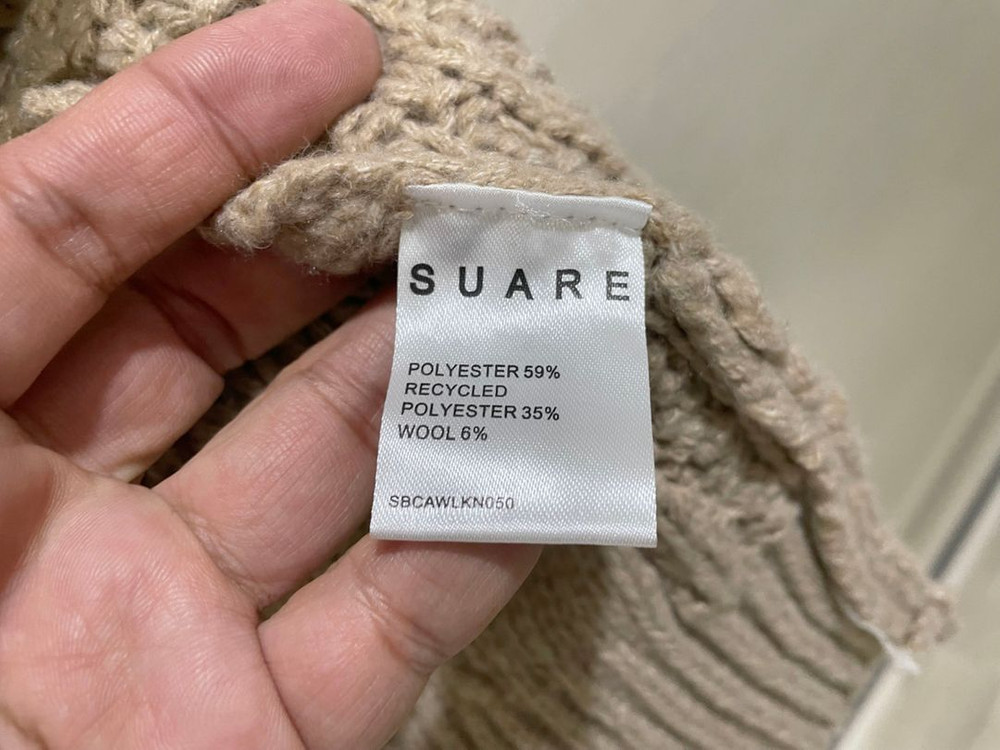 SUARE
POLYESTER 59%
RECYCLED
POLYESTER 35%
WOOL 6%
SBCAWLKN050